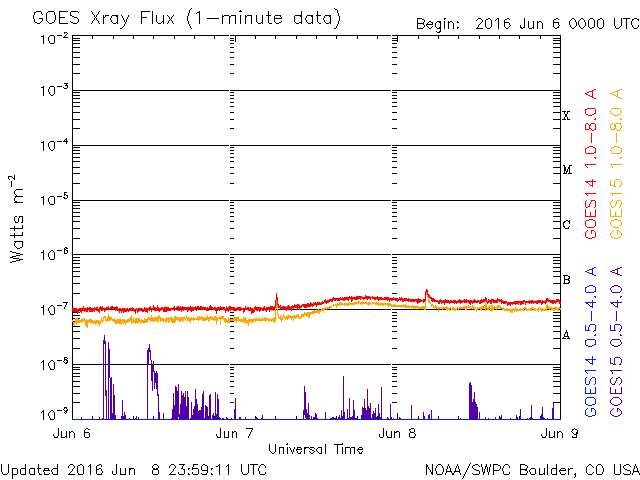 GOES Xray Flux (1-minute data)
Begin: 2016 Jun 6 0000 UTC
10⁻²
10⁻³
10⁻⁴
10⁻⁵
10⁻⁶
10⁻⁷
10⁻⁸
10⁻⁹
Watts m⁻²
X
M
C
B
A
GOES14 1.0-8.0 A
GOES15 1.0-8.0 A
GOES14 0.5-4.0 A
GOES15 0.5-4.0 A
Jun 6
Jun 7
Jun 8
Jun 9
Universal Time
Updated 2016 Jun 8 23:59:11 UTC
NOAA/SWPC Boulder, CO USA